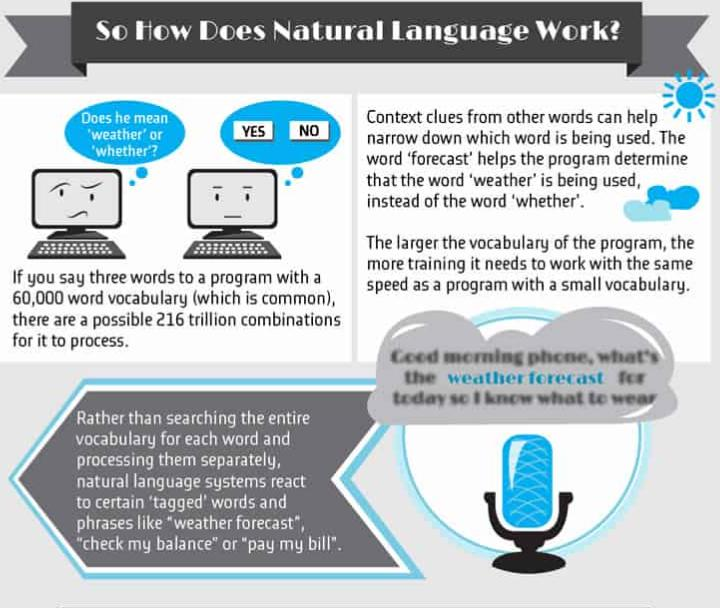 So How Does Natural Language Work?
Does he mean
'weather' or
'whether'?
YES
NO
If you say three words to a program with a
60,000 word vocabulary (which is common),
there are a possible 216 trillion combinations
for it to process.
Context clues from other words can help
narrow down which word is being used. The
word 'forecast' helps the program determine
that the word 'weather' is being used,
instead of the word 'whether'.
The larger the vocabulary of the program, the
more training it needs to work with the same
speed as a program with a small vocabulary.
Good morning phone, what's
the weather forecast for
today so I know what to wear
Rather than searching the entire
vocabulary for each word and
processing them separately,
natural language systems react
to certain 'tagged' words and
phrases like "weather forecast",
"check my balance" or "pay my bill".